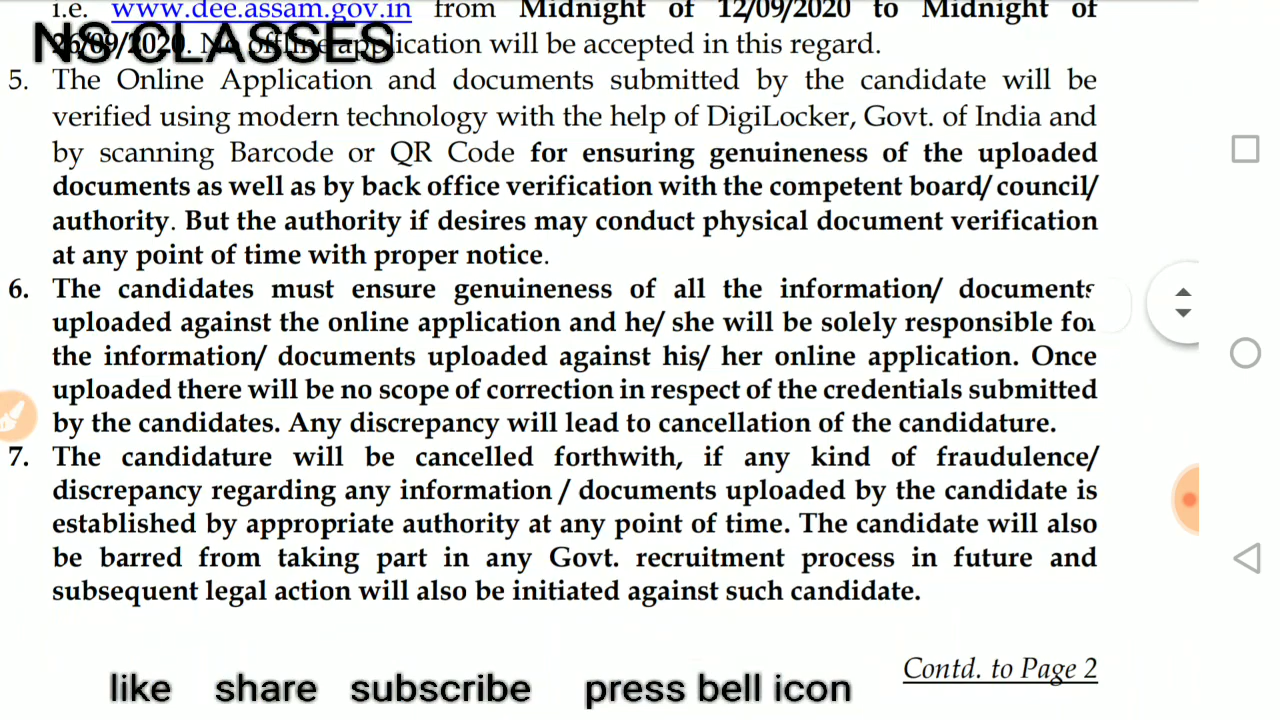 i.e. www.dee.assam.gov.in from Midnight of 12/09/2020 to Midnight of
NS CLASSES
26/09/2020. No offline application will be accepted in this regard.
5. The Online Application and documents submitted by the candidate will be
verified using modern technology with the help of DigiLocker, Govt. of India and
by scanning Barcode or QR Code for ensuring genuineness of the uploaded
documents as well as by back office verification with the competent board/ council/
authority. But the authority if desires may conduct physical document verification
at any point of time with proper notice.
6. The candidates must ensure genuineness of all the information/ documents
uploaded against the online application and he/ she will be solely responsible for
the information/ documents uploaded against his/ her online application. Once
uploaded there will be no scope of correction in respect of the credentials submitted
by the candidates. Any discrepancy will lead to cancellation of the candidature.
7. The candidature will be cancelled forthwith, if any kind of fraudulence/
discrepancy regarding any information / documents uploaded by the candidate is
established by appropriate authority at any point of time. The candidate will also
be barred from taking part in any Govt. recruitment process in future and
subsequent legal action will also be initiated against such candidate.
Contd. to Page 2
like share subscribe press bell icon